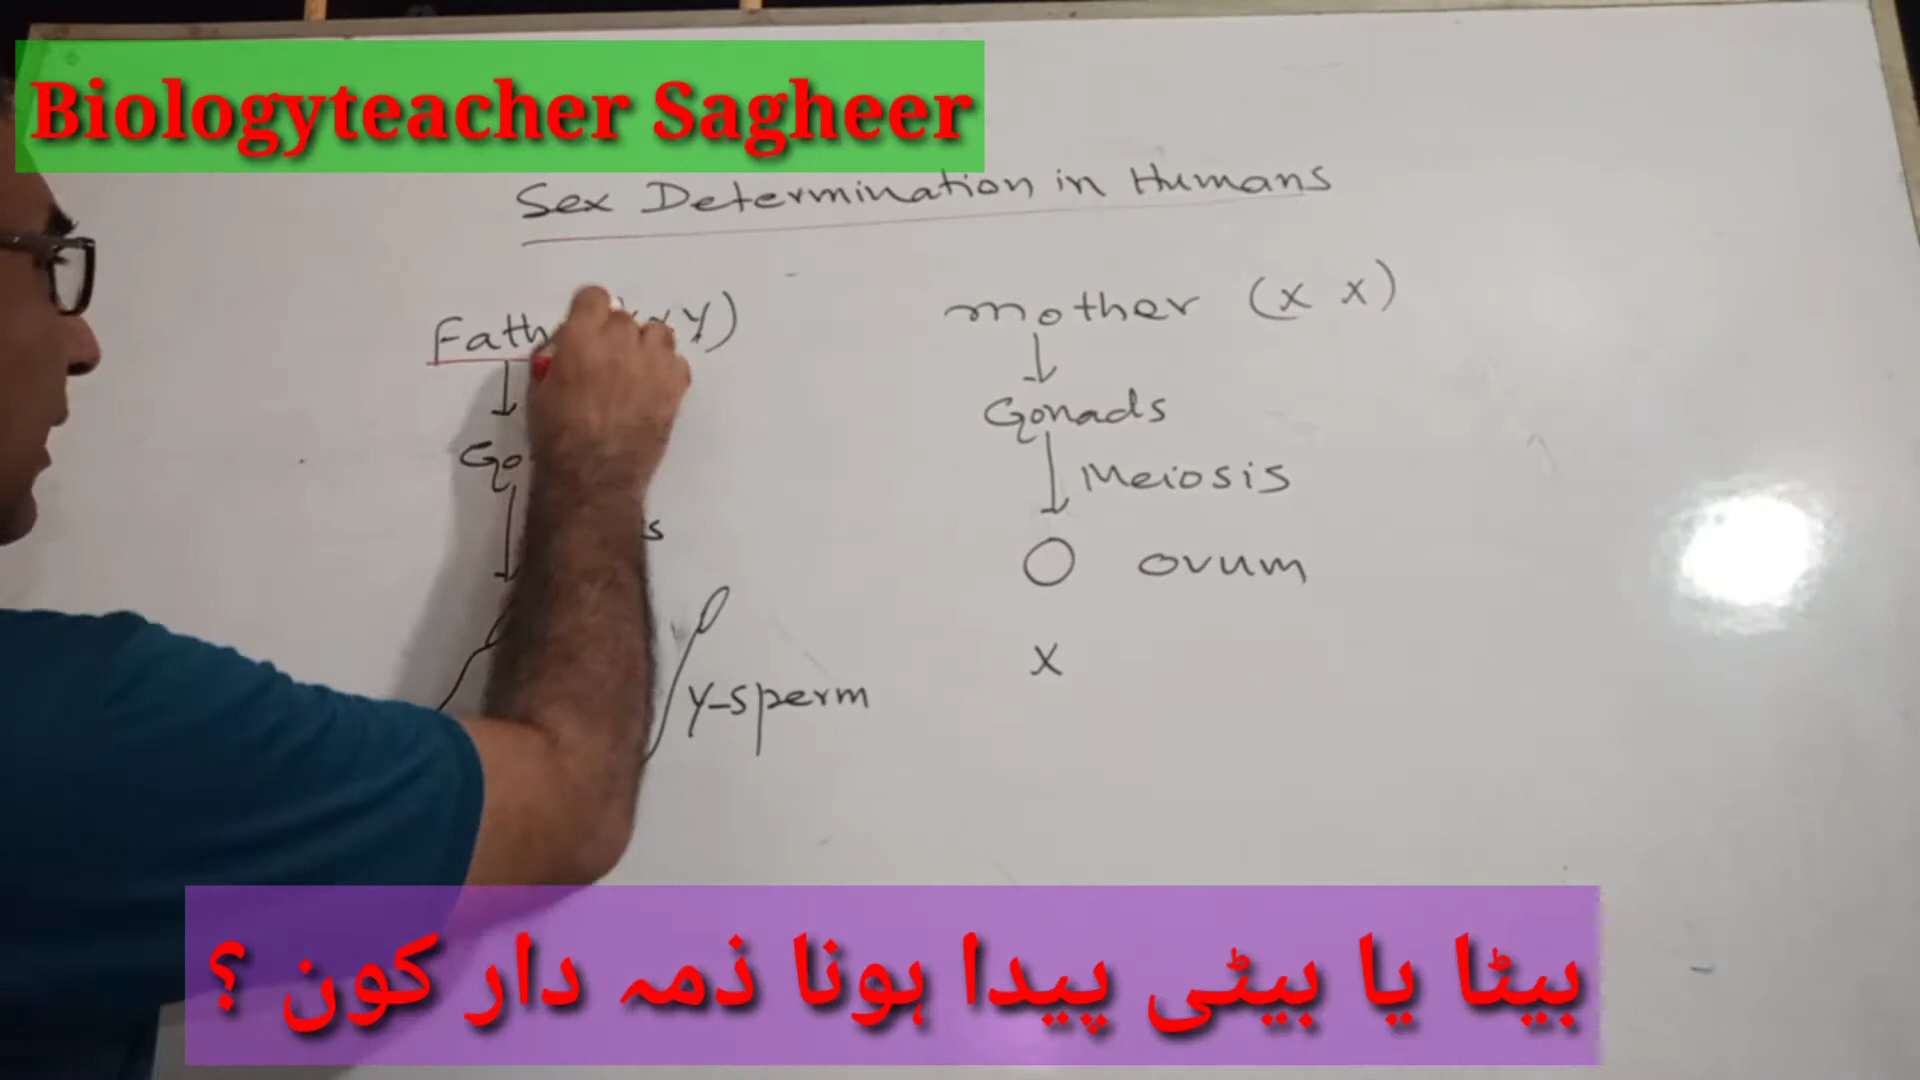 Biologyteacher Sagheer
Sex Determination in Humans
mother (x x)
Gonads
Meiosis
ovum
Y-sperm
x
بیٹا یا بیٹی پیدا ہونا ذمہ دار کون ؟